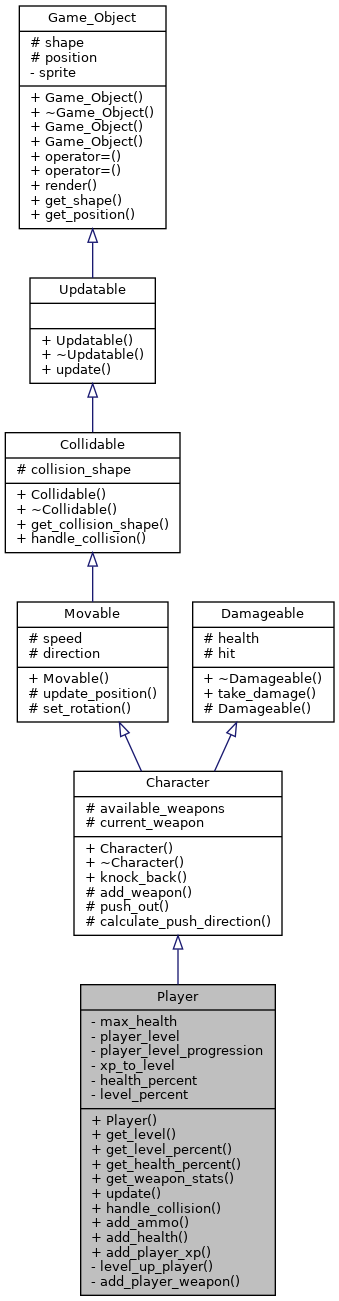 Game_Object
# shape
# position
- sprite
+ Game_Object()
+ ~Game_Object()
+ Game_Object()
+ Game_Object()
+ operator=()
+ operator=()
+ render()
+ get_shape()
+ get_position()
Updatable
+ Updatable()
+ ~Updatable()
+ update()
Collidable
# collision_shape
+ Collidable()
+ ~Collidable()
+ get_collision_shape()
+ handle_collision()
Movable
# speed
# direction
+ Movable()
# update_position()
# set_rotation()
Damageable
# health
# hit
+ ~Damageable()
+ take_damage()
# Damageable()
Character
# available_weapons
# current_weapon
+ Character()
+ ~Character()
+ knock_back()
# add_weapon()
# push_out()
# calculate_push_direction()
Player
- max_health
- player_level
- player_level_progression
- xp_to_level
- health_percent
- level_percent
+ Player()
+ get_level()
+ get_level_percent()
+ get_health_percent()
+ get_weapon_stats()
+ update()
+ handle_collision()
+ add_ammo()
+ add_health()
+ add_player_xp()
- level_up_player()
- add_player_weapon()